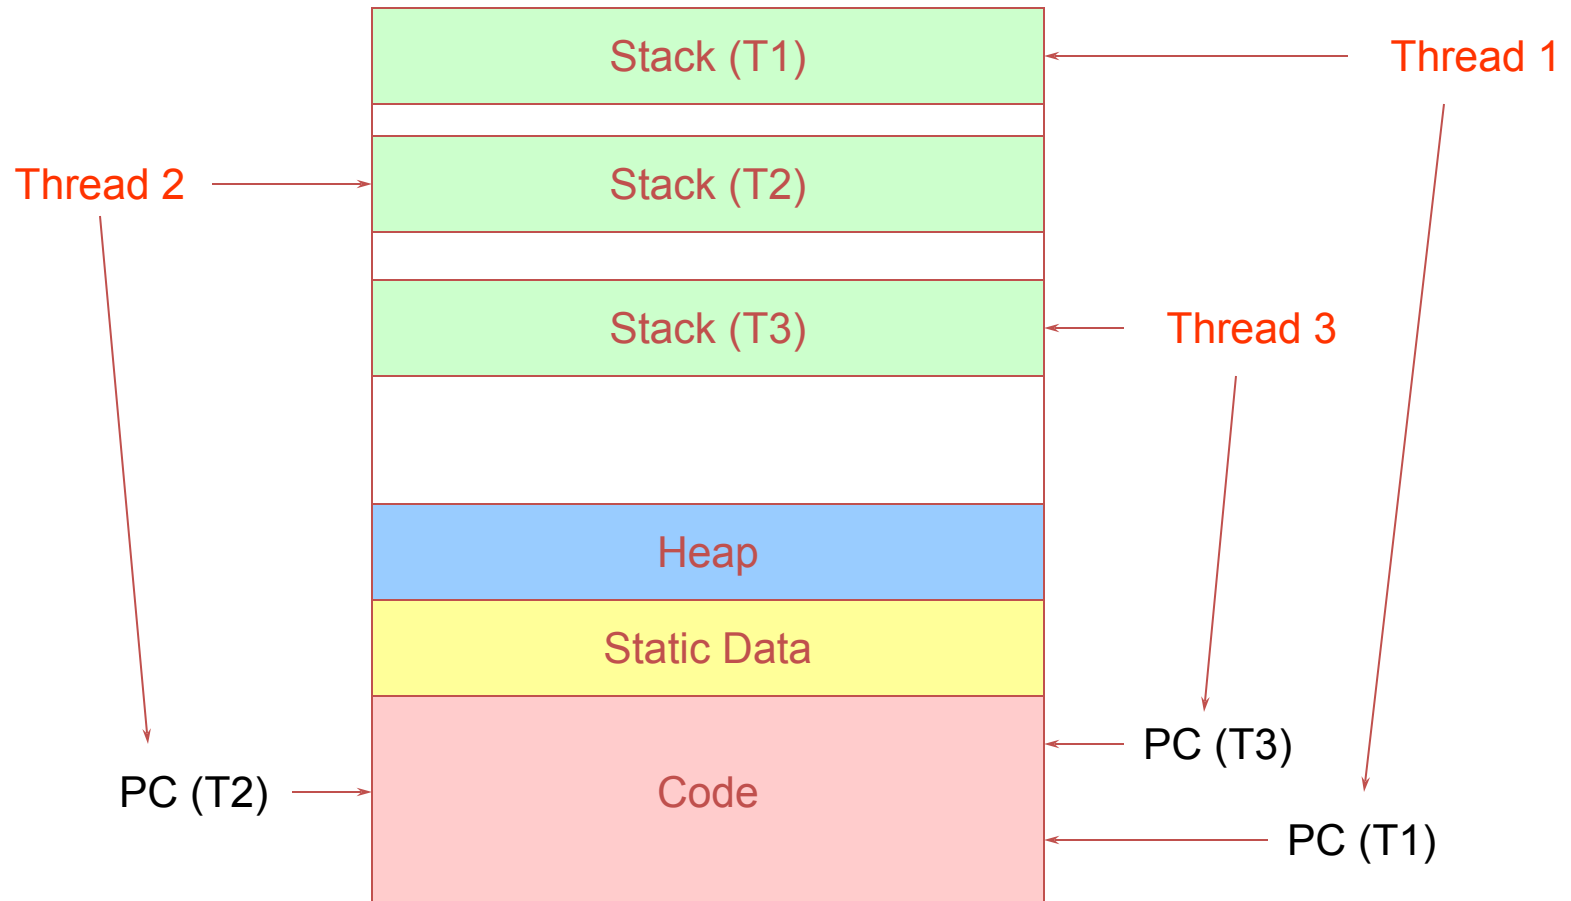 Stack (T1)
Thread 1
Thread 2
Stack (T2)
Stack (T3)
Thread 3
Heap
Static Data
PC (T3)
PC (T2)
Code
PC (T1)